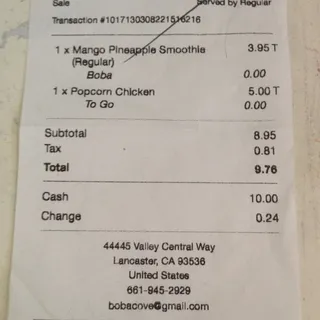 Sale Served by Regular
Transaction #1017130308221516216
1 x Mango Pineapple Smoothie 3.95 T
(Regular)
Boba 0.00
1 x Popcorn Chicken 5.00 T
To Go 0.00
Subtotal 8.95
Tax 0.81
Total 9.76
Cash 10.00
Change 0.24
44445 Valley Central Way
Lancaster, CA 93536
United States
661-945-2929
bobacove@gmail.com